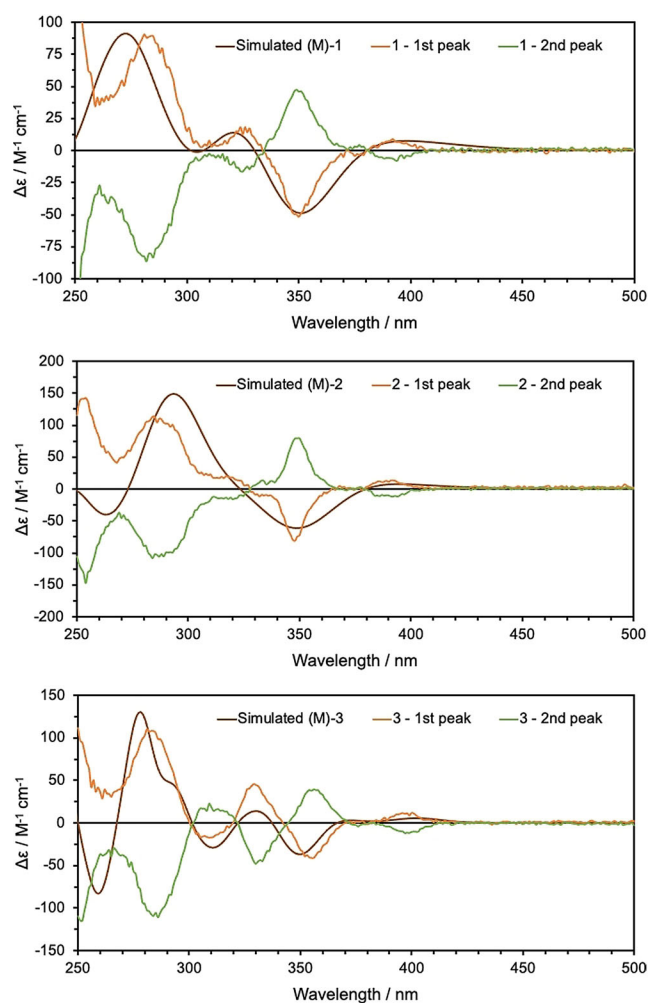 100
Simulated (M)-1 1 - 1st peak 1 - 2nd peak
75
50
25
0
-25
-50
-75
-100
Δε / M⁻¹ cm⁻¹
250 300 350 400 450 500
Wavelength / nm
200
Simulated (M)-2 2 - 1st peak 2 - 2nd peak
150
100
50
0
-50
-100
-150
-200
Δε / M⁻¹ cm⁻¹
250 300 350 400 450 500
Wavelength / nm
150
Simulated (M)-3 3 - 1st peak 3 - 2nd peak
100
50
0
-50
-100
-150
Δε / M⁻¹ cm⁻¹
250 300 350 400 450 500
Wavelength / nm